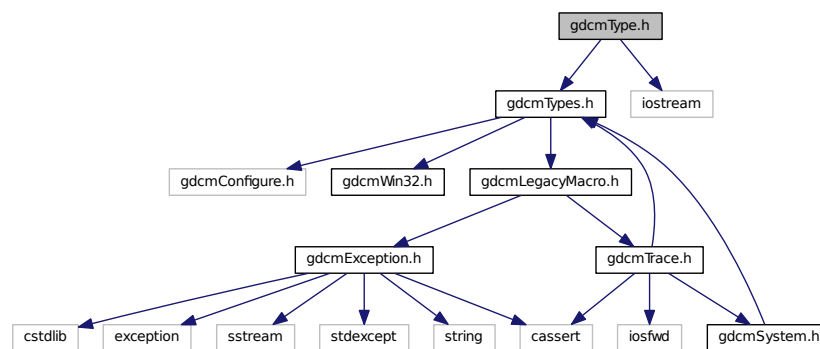 gdcmType.h
gdcmTypes.h
iostream
gdcmConfigure.h
gdcmWin32.h
gdcmLegacyMacro.h
gdcmException.h
gdcmTrace.h
cstdlib
exception
sstream
stdexcept
string
cassert
iosfwd
gdcmSystem.h